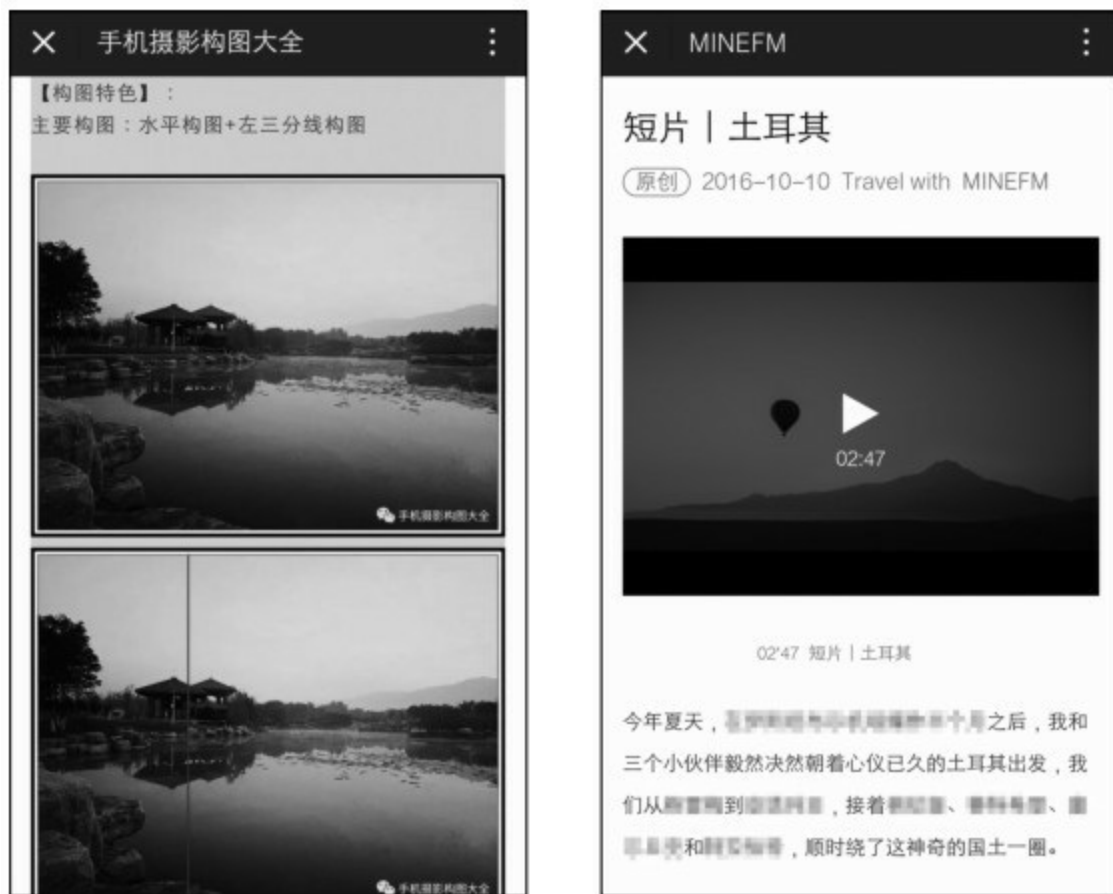 手机摄影构图大全
【构图特色】：
主要构图：水平构图+左三分线构图
手机摄影构图大全
手机摄影构图大全
MINEFM
短片｜土耳其
原创 2016-10-10 Travel with MINEFM
02:47
02'47 短片｜土耳其
今年夏天，之后，我和
三个小伙伴毅然决然朝着心仪已久的土耳其出发，我
们从到，接着、、
和，顺时绕了这神奇的国土一圈。